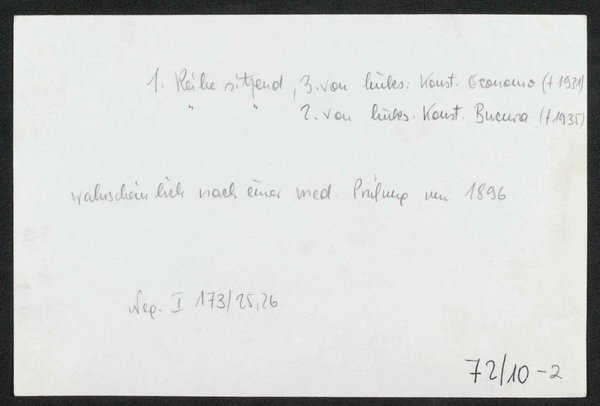 1. Reihe sitzend, 3. von links: Konst. Economo († 1931)
" " 2. von links: Konst. Bucura († 1935)
wahrscheinlich nach einer med. Prüfung um 1896
Neg. I 173/25,26
72/10-2